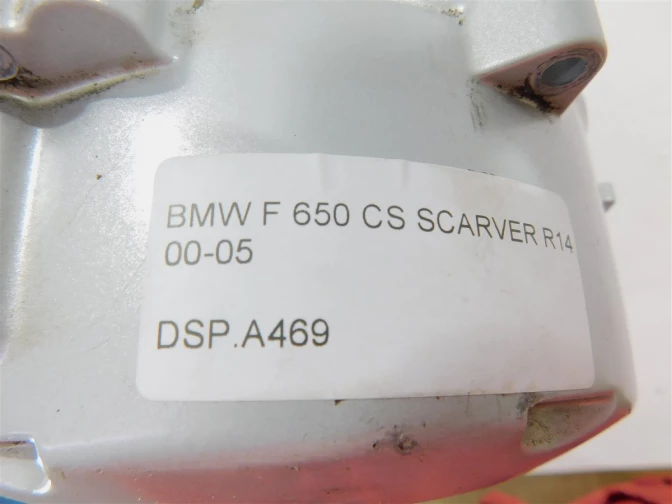 BMW F 650 CS SCARVER R14
00-05
DSP.A469